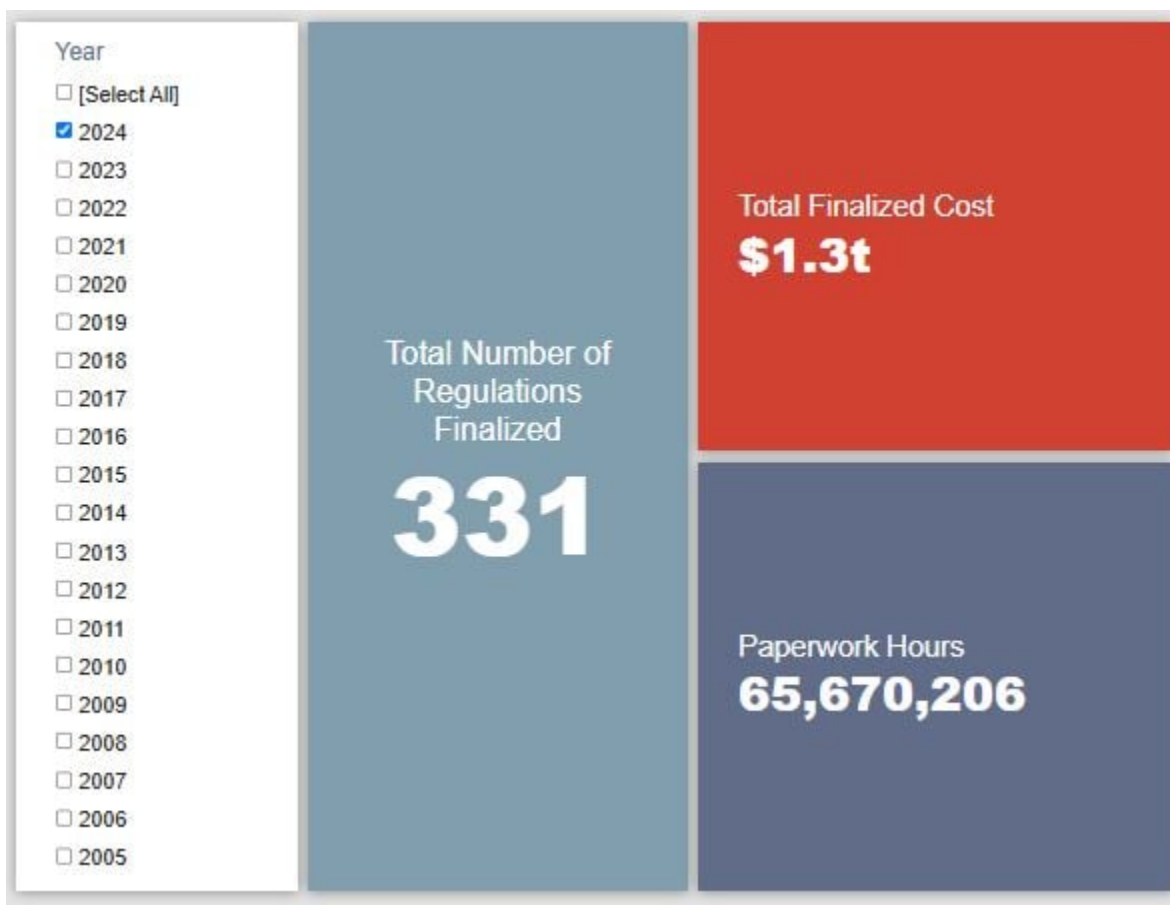 Year
[Select All]
2024
2023
2022
2021
2020
2019
2018
2017
2016
2015
2014
2013
2012
2011
2010
2009
2008
2007
2006
2005
Total Number of
Regulations
Finalized
331
Total Finalized Cost
$1.3t
Paperwork Hours
65,670,206